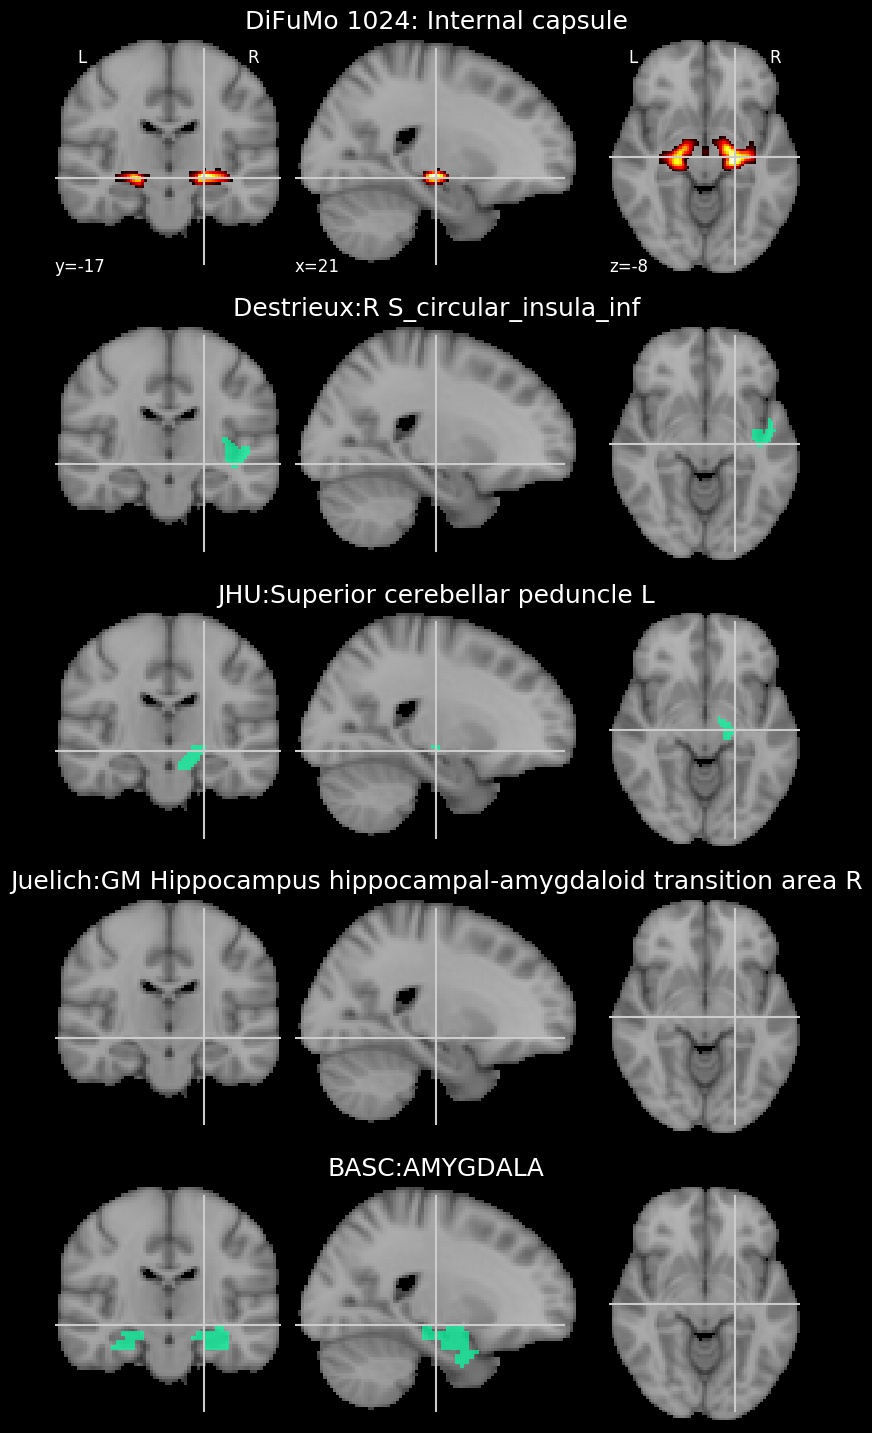 DiFuMo 1024: Internal capsule
L R L R
y=-17 x=21 z=-8
Destrieux:R S_circular_insula_inf
JHU:Superior cerebellar peduncle L
Juelich:GM Hippocampus hippocampal-amygdaloid transition area R
BASC:AMYGDALA